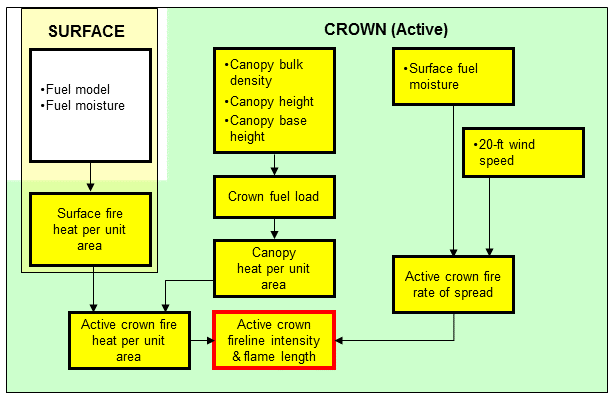 SURFACE
CROWN (Active)
•Fuel model
•Fuel moisture
•Canopy bulk
density
•Canopy height
•Canopy base
height
•Surface fuel
moisture
•20-ft wind
speed
Surface fire
heat per unit
area
Crown fuel load
Canopy
heat per unit
area
Active crown fire
rate of spread
Active crown fire
heat per unit
area
Active crown
fireline intensity
& flame length